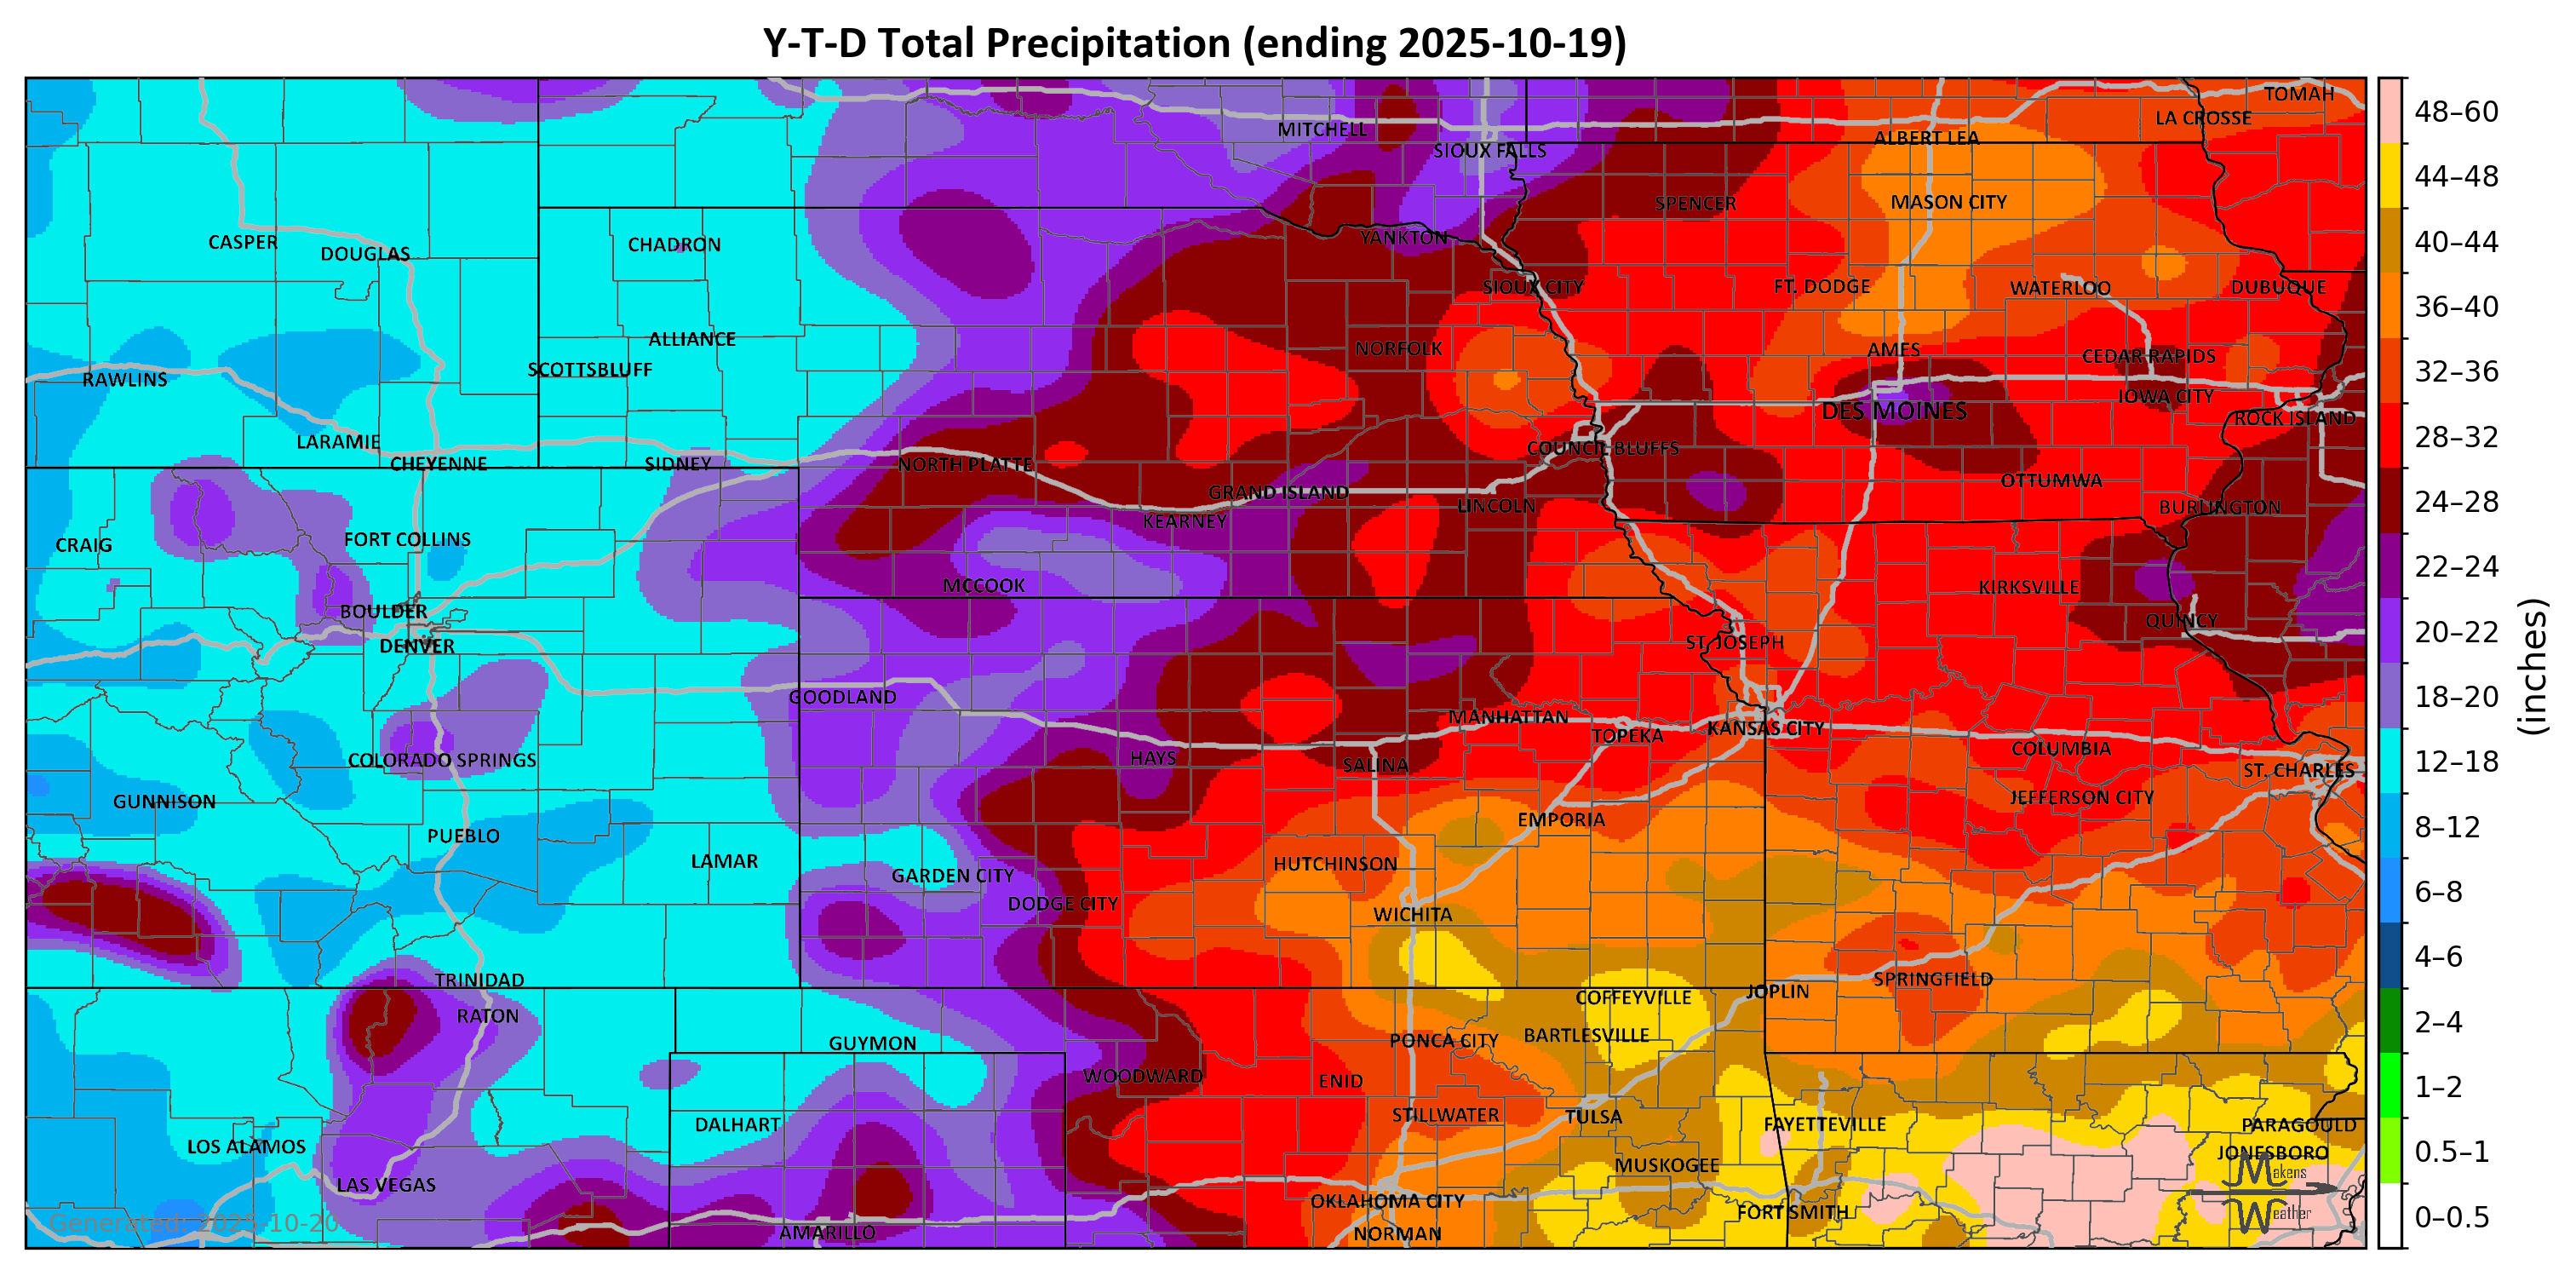 Y-T-D Total Precipitation (ending 2025-10-19)
TOMAH
LA CROSSE
MITCHELL
ALBERT LEA
SIOUX FALLS
SPENCER
MASON CITY
CASPER
DOUGLAS
CHADRON
YANKTON
SIOUX CITY
FT. DODGE
WATERLOO
DUBUQUE
ALLIANCE
NORFOLK
AMES
CEDAR RAPIDS
SCOTTSBLUFF
RAWLINS
IOWA CITY
DES MOINES
ROCK ISLAND
LARAMIE
CHEYENNE
SIDNEY
NORTH PLATTE
COUNCIL BLUFFS
OTTUMWA
GRAND ISLAND
LINCOLN
BURLINGTON
KEARNEY
CRAIG
FORT COLLINS
MCCOOK
KIRKSVILLE
BOULDER
QUINCY
DENVER
ST. JOSEPH
GOODLAND
MANHATTAN
TOPEKA
KANSAS CITY
COLUMBIA
COLORADO SPRINGS
HAYS
SALINA
ST. CHARLES
GUNNISON
JEFFERSON CITY
PUEBLO
EMPORIA
LAMAR
HUTCHINSON
GARDEN CITY
DODGE CITY
WICHITA
TRINIDAD
SPRINGFIELD
JOPLIN
COFFEYVILLE
RATON
GUYMON
PONCA CITY
BARTLESVILLE
WOODWARD
ENID
DALHART
STILLWATER
TULSA
FAYETTEVILLE
PARAGOULD
LOS ALAMOS
JONESBORO
MUSKOGEE
LAS VEGAS
OKLAHOMA CITY
FORT SMITH
AMARILLO
NORMAN
Generated: 2025-10-20
Makens
Weather
48–60
44–48
40–44
36–40
32–36
28–32
24–28
22–24
20–22
18–20
12–18
8–12
6–8
4–6
2–4
1–2
0.5–1
0–0.5
(inches)